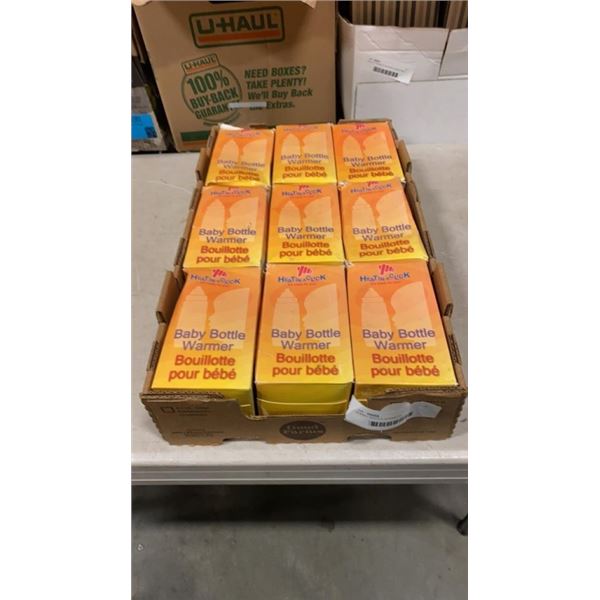 U-HAUL
U-HAUL
100%
BUY-BACK
GUARANTEE
NEED BOXES?
TAKE PLENTY!
We'll Buy Back
Extras.
Baby Bottle
Warmer
Bouillotte
pour bébé
Baby Bottle
Warmer
Bouillotte
pour bébé
Baby Bottle
Warmer
Bouillotte
pour bébé
Baby Bottle
Warmer
Bouillotte
pour bébé
Baby Bottle
Warmer
Bouillotte
pour bébé
Baby Bottle
Warmer
Bouillotte
pour bébé
Baby Bottle
Warmer
Bouillotte
pour bébé
Baby Bottle
Warmer
Bouillotte
pour bébé
Baby Bottle
Warmer
Bouillotte
pour bébé